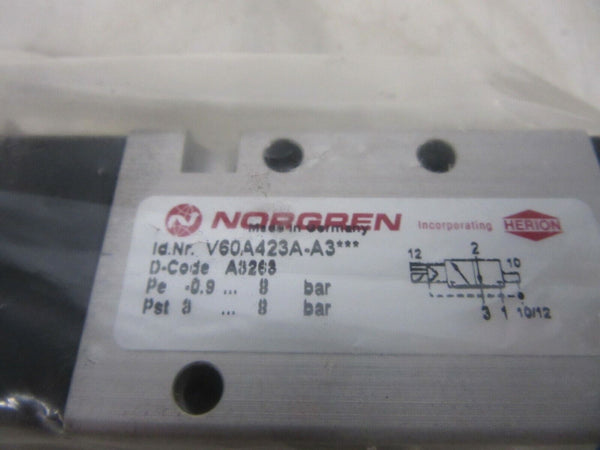 NORGREN Incorporating HERION
Made in Germany
Id.Nr. V60A423A-A3***
D-Code A3268
Pe -0.9 ... 8 bar
Pst 3 ... 8 bar
12 2 10
3 1 10/12